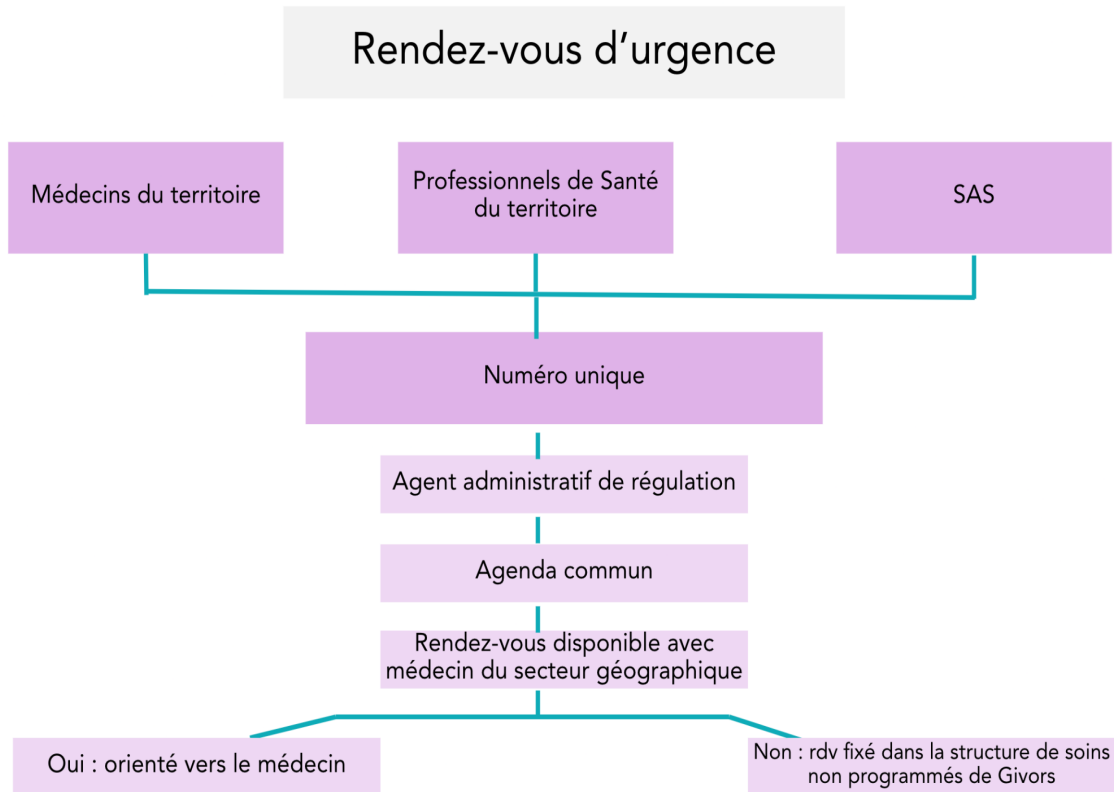 Rendez-vous d’urgence
Médecins du territoire
Professionnels de Santé
du territoire
SAS
Numéro unique
Agent administratif de régulation
Agenda commun
Rendez-vous disponible avec
médecin du secteur géographique
Oui : orienté vers le médecin
Non : rdv fixé dans la structure de soins
non programmés de Givors